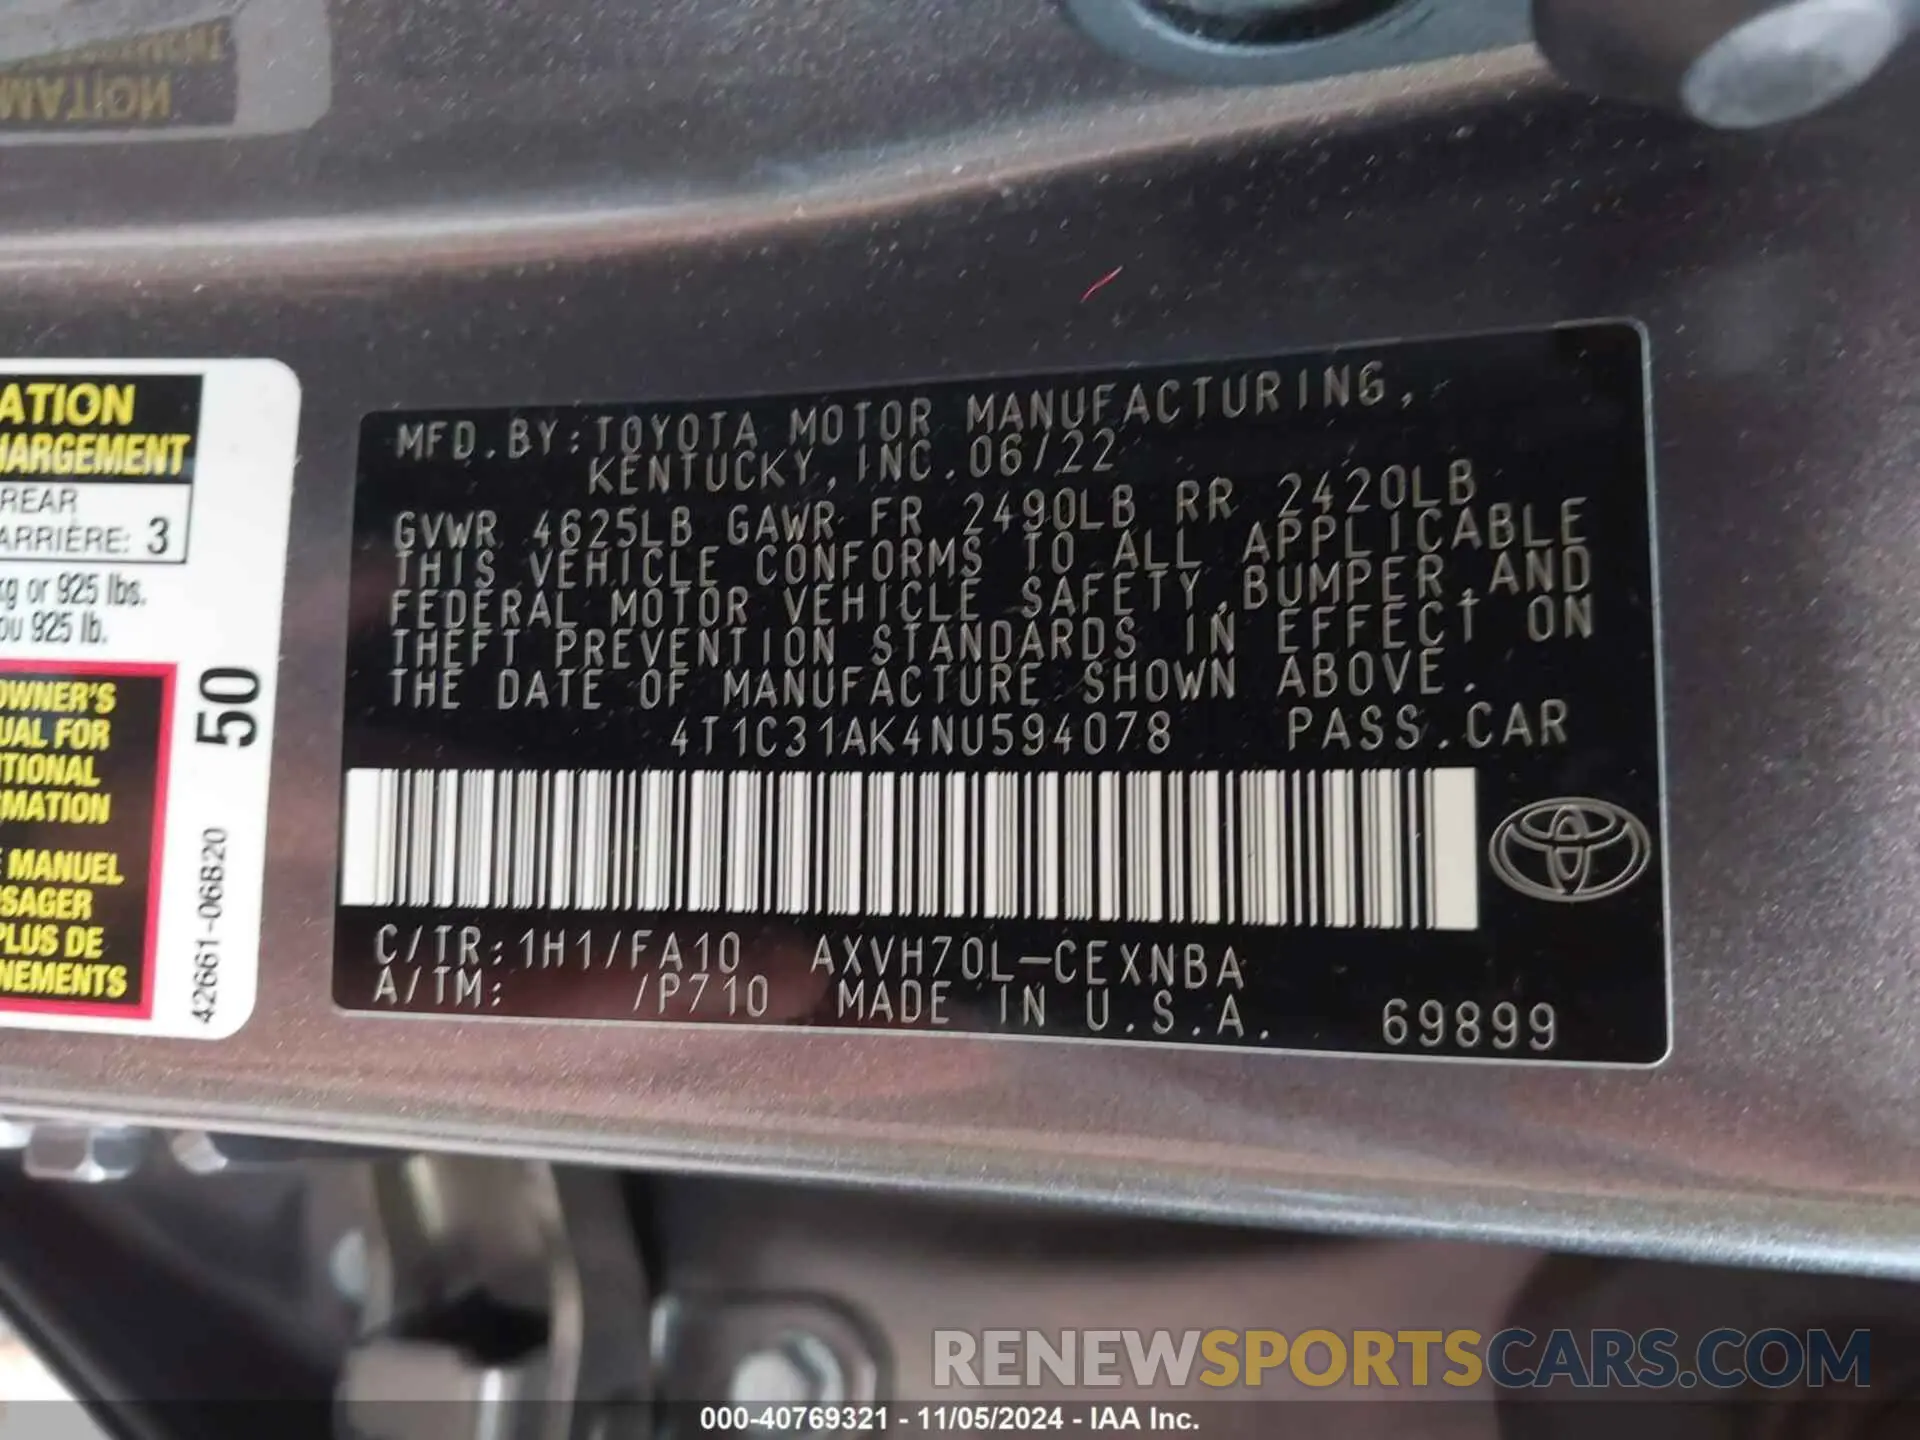 MATION
ATION
HARGEMENT
REAR
ARRIÈRE: 3
kg or 925 lbs.
ou 925 lb.
OWNER'S
UAL FOR
ITIONAL
RMATION
E MANUEL
USAGER
PLUS DE
NEMENTS
50
42661-06B20
MFD.BY:TOYOTA MOTOR MANUFACTURING,
KENTUCKY, INC.06/22
GVWR 4625LB GAWR FR 2490LB RR 2420LB
THIS VEHICLE CONFORMS TO ALL APPLICABLE
FEDERAL MOTOR VEHICLE SAFETY,BUMPER,AND
THEFT PREVENTION STANDARDS IN EFFECT ON
THE DATE OF MANUFACTURE SHOWN ABOVE.
4T1C31AK4NU594078 PASS.CAR
C/TR:1H1/FA10 AXVH70L-CEXNBA
A/TM: /P710 MADE IN U.S.A. 69899
RENEWSPORTSCARS.COM
000-40769321 - 11/05/2024 - IAA Inc.